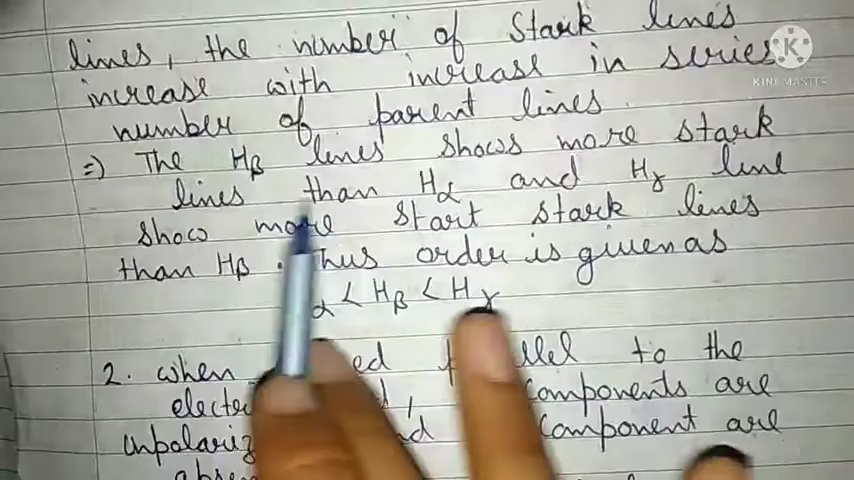 lines, the number of Stark lines
increase with increase in series
number of parent lines.
=) The Hβ lines shows more stark
lines than Hα and Hγ line
show more start stark lines
than Hβ. Thus order is given as
α < Hβ < Hγ
2. when to the
components are
and component are
K
KINEMASTER